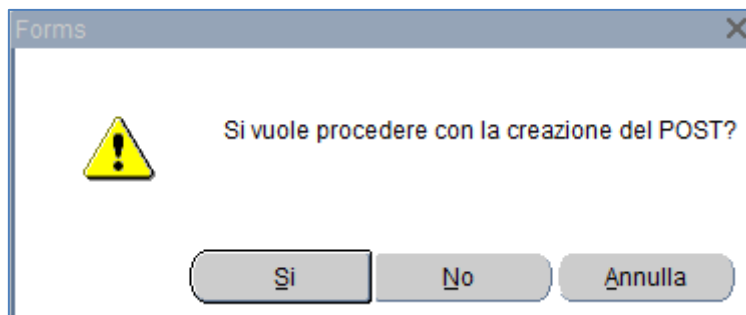 Forms
Si vuole procedere con la creazione del POST?
Si No Annulla